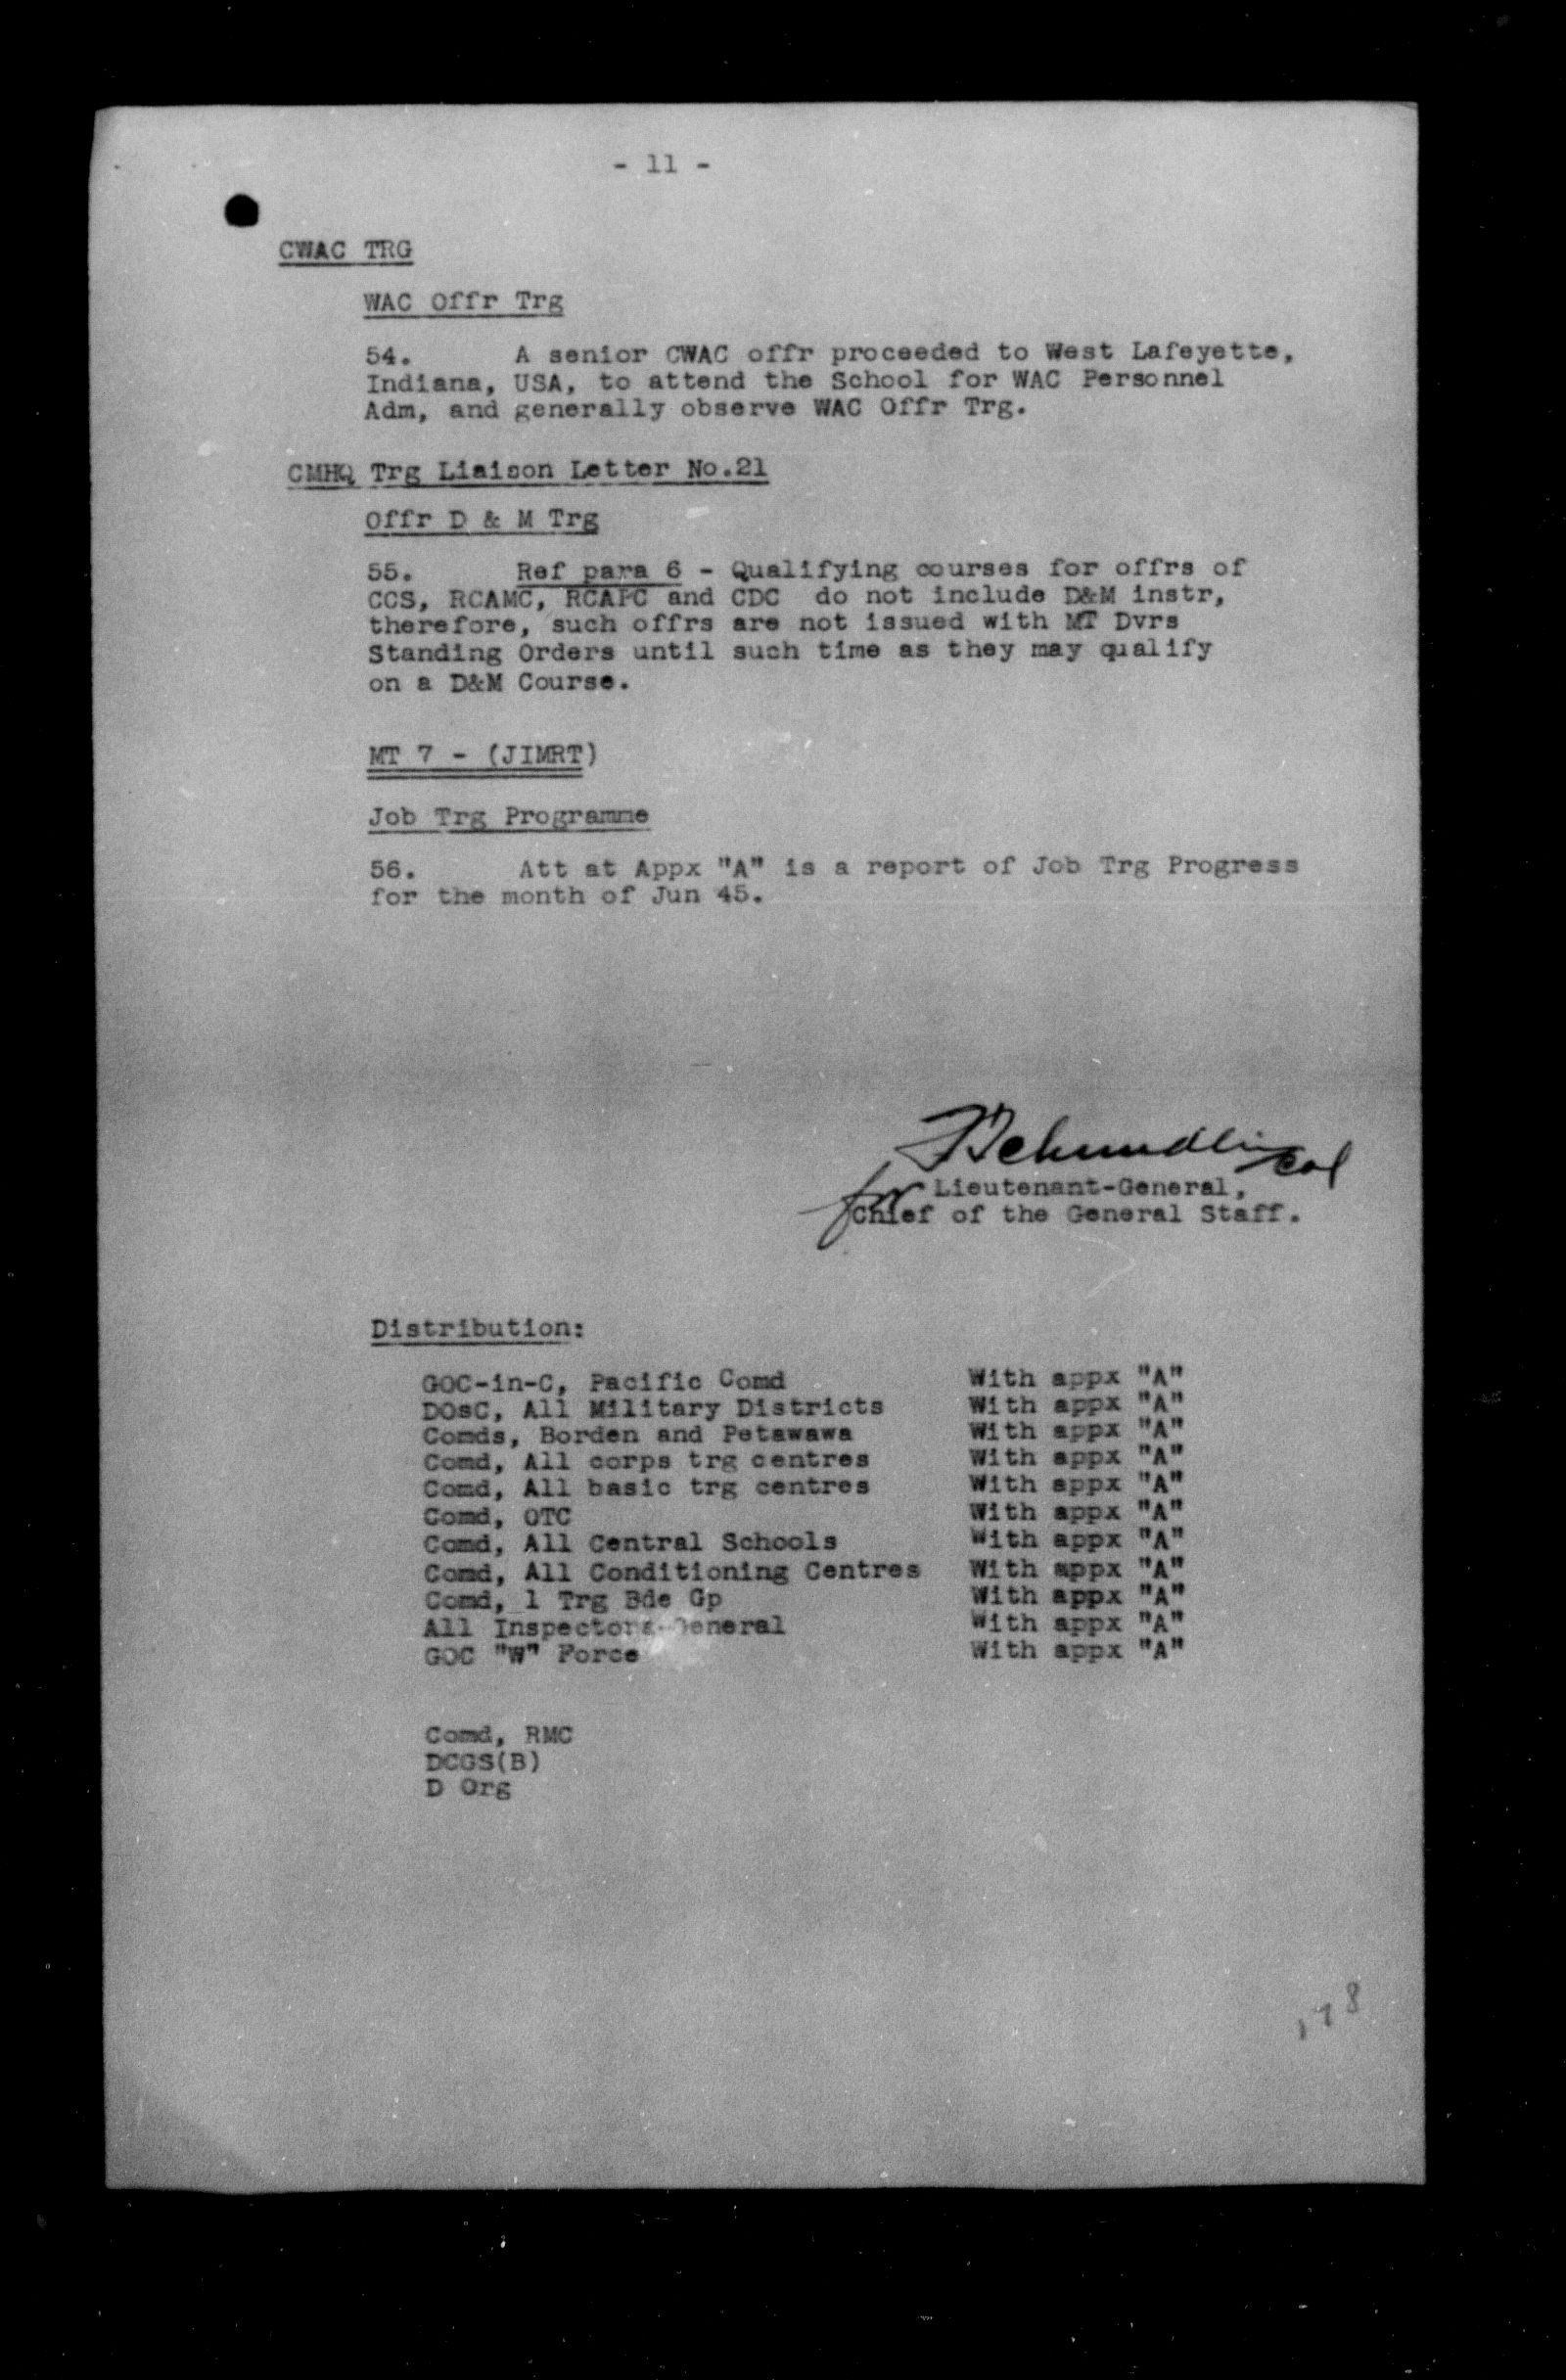 - 11 -
CWAC TRG
WAC Offr Trg
54. A senior CWAC offr proceeded to West Lafeyette,
Indiana, USA, to attend the School for WAC Personnel
Adm, and generally observe WAC Offr Trg.
CMHQ Trg Liaison Letter No.21
Offr D & M Trg
55. Ref para 6 - Qualifying courses for offrs of
CCS, RCAMC, RCAPC and CDC do not include D&M instr,
therefore, such offrs are not issued with MT Dvrs
Standing Orders until such time as they may qualify
on a D&M Course.
MT 7 - (JIMRT)
Job Trg Programme
56. Att at Appx "A" is a report of Job Trg Progress
for the month of Jun 45.
Col
for Lieutenant-General,
Chief of the General Staff.
Distribution:
GOC-in-C, Pacific Comd With appx "A"
DOsC, All Military Districts With appx "A"
Comds, Borden and Petawawa With appx "A"
Comd, All corps trg centres With appx "A"
Comd, All basic trg centres With appx "A"
Comd, OTC With appx "A"
Comd, All Central Schools With appx "A"
Comd, All Conditioning Centres With appx "A"
Comd, 1 Trg Bde Gp With appx "A"
All Inspectors-General With appx "A"
GOC "W" Force With appx "A"
Comd, RMC
DCGS(B)
D Org
178